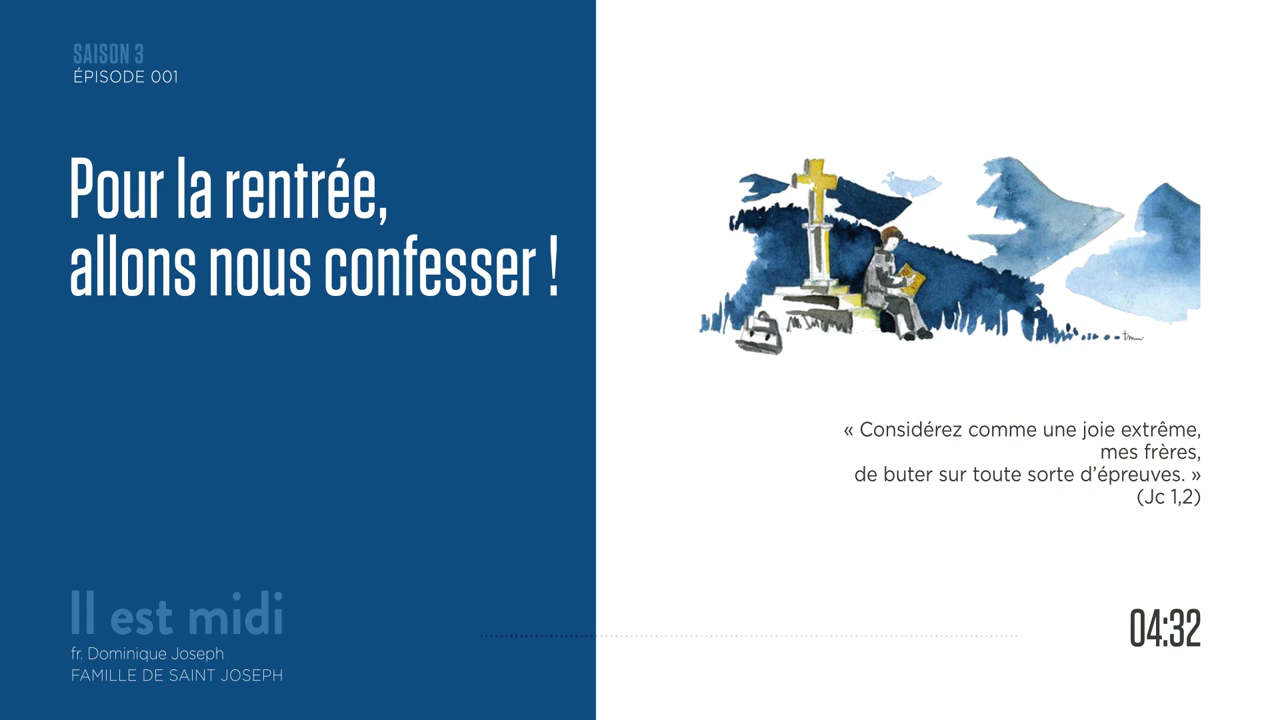 SAISON 3
ÉPISODE 001
Pour la rentrée,
allons nous confesser !
« Considérez comme une joie extrême,
mes frères,
de buter sur toute sorte d’épreuves. »
(Jc 1,2)
Il est midi
fr. Dominique Joseph
FAMILLE DE SAINT JOSEPH
04:32